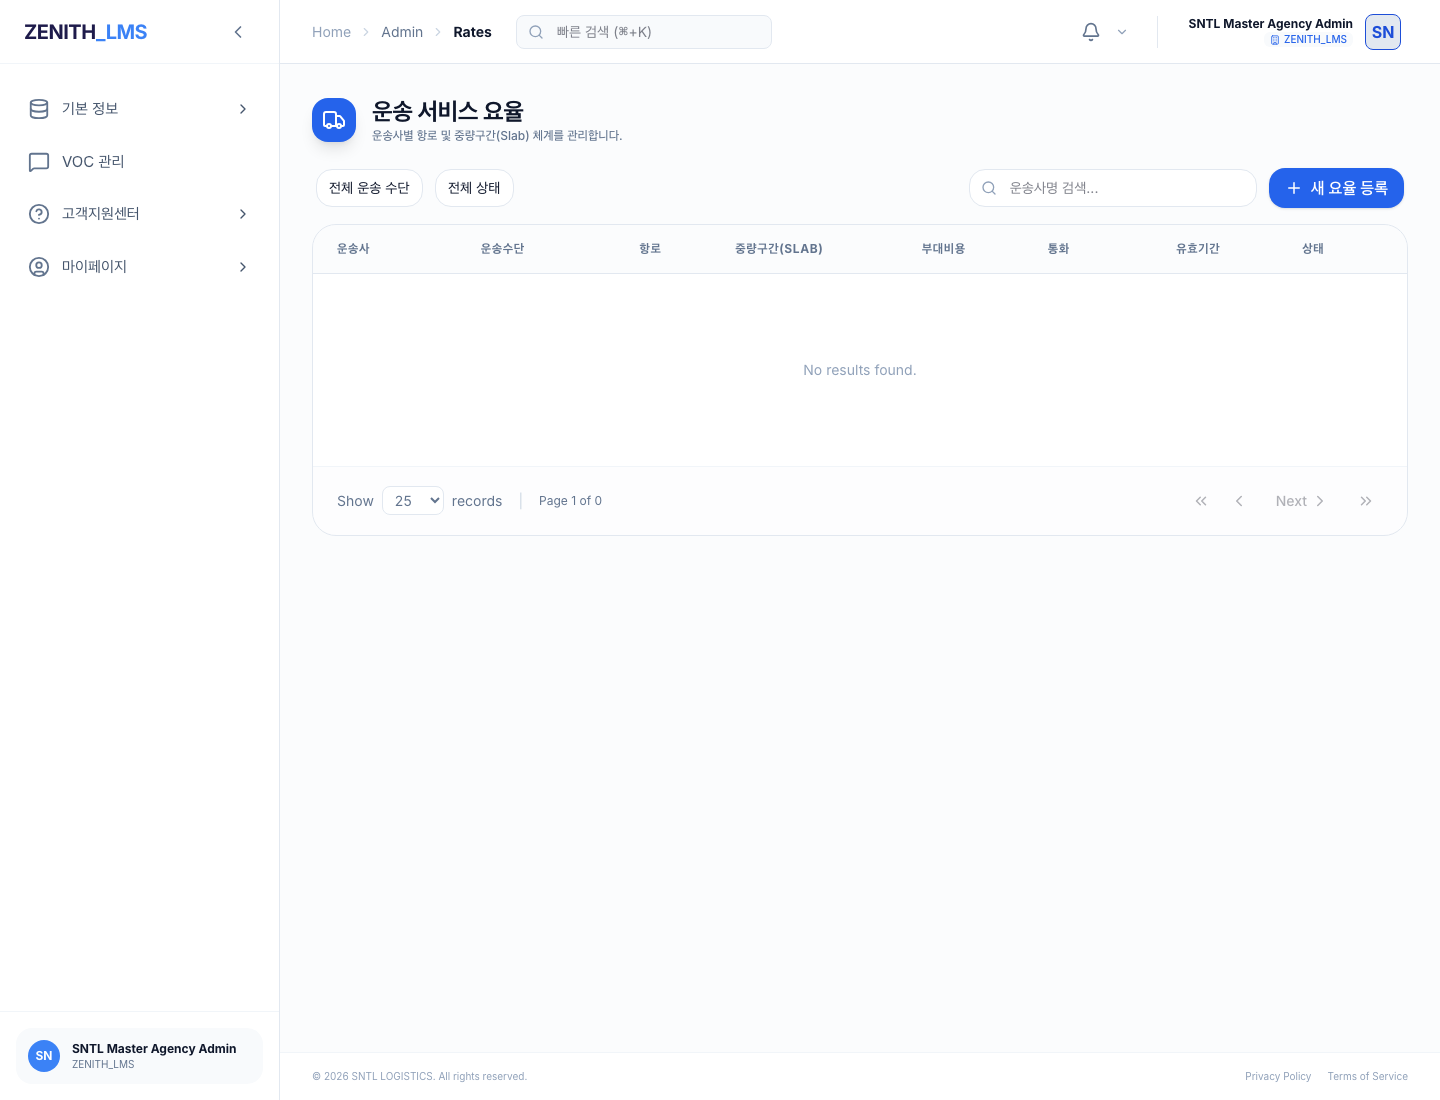 ZENITH_LMS
기본 정보
VOC 관리
고객지원센터
마이페이지
SN
SNTL Master Agency Admin
ZENITH_LMS
Home
Admin
Rates
빠른 검색 (⌘+K)
SNTL Master Agency Admin
ZENITH_LMS
SN
운송 서비스 요율
운송사별 항로 및 중량구간(Slab) 체계를 관리합니다.
전체 운송 수단
전체 상태
운송사명 검색...
새 요율 등록
운송사 운송수단 항로 중량구간(SLAB) 부대비용 통화 유효기간 상태
No results found.
Show 25 records | Page 1 of 0
Next
© 2026 SNTL LOGISTICS. All rights reserved.
Privacy Policy
Terms of Service